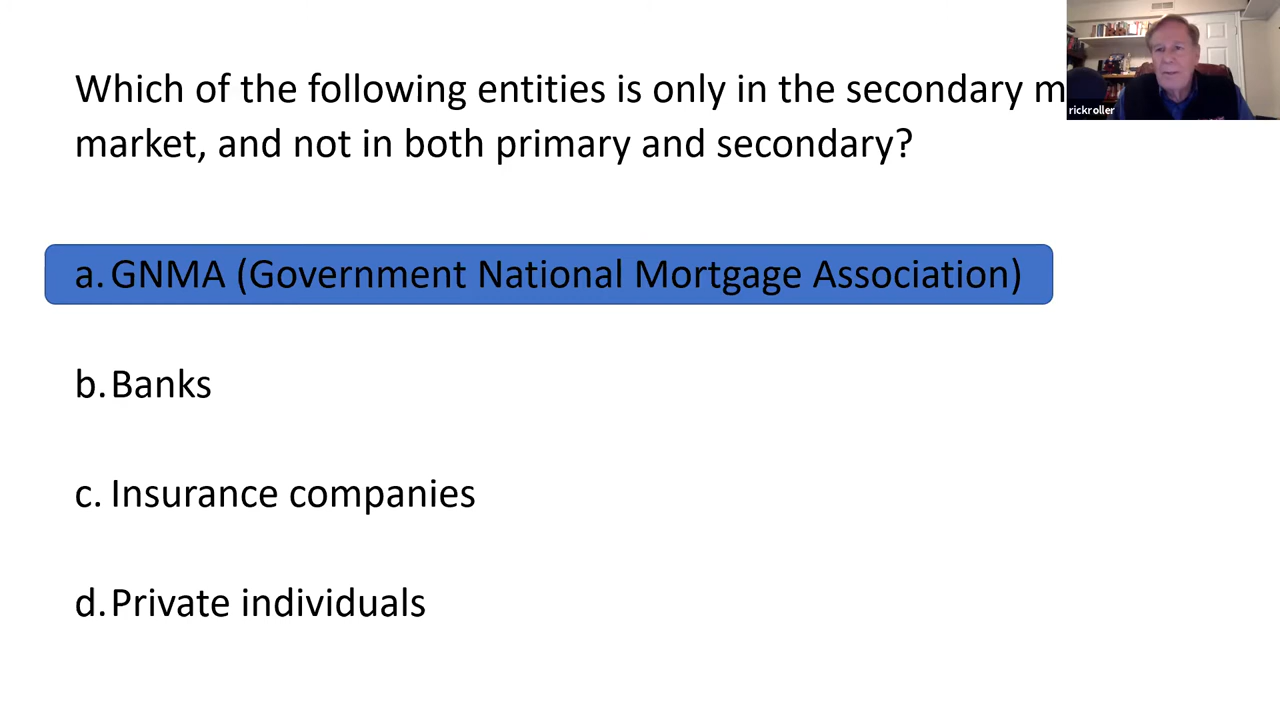 Which of the following entities is only in the secondary
market, and not in both primary and secondary?
a. GNMA (Government National Mortgage Association)
b. Banks
c. Insurance companies
d. Private individuals
rickroller